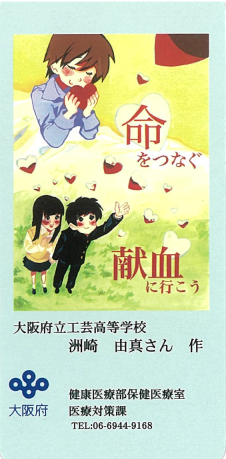 命
をつなぐ
献血
に行こう
大阪府立工芸高等学校
洲崎　由真さん　作
大阪府
健康医療部保健医療室
医療対策課
TEL:06-6944-9168